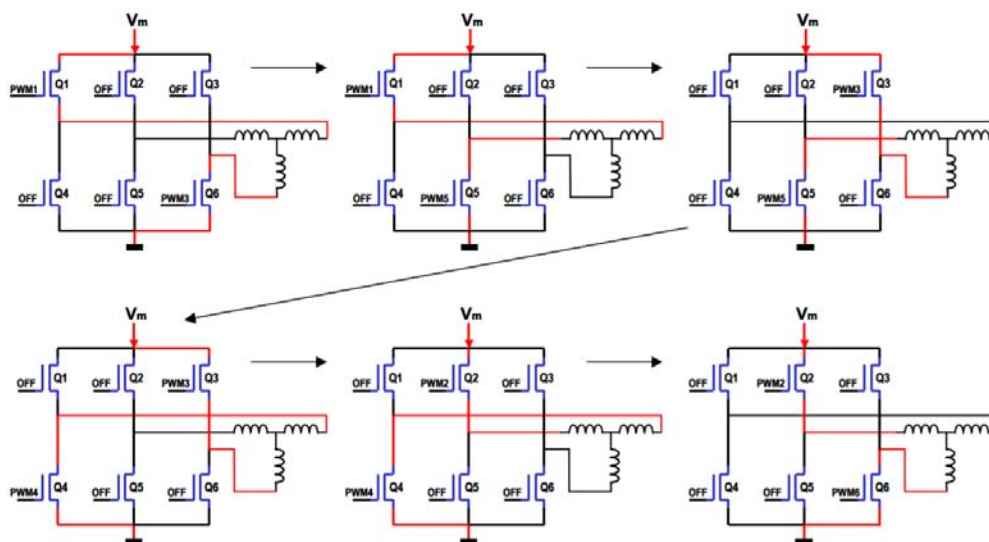 Vm Vm Vm
PWM1 Q1 OFF Q2 OFF Q3 PWM1 Q1 OFF Q2 OFF Q3 OFF Q1 OFF Q2 PWM3 Q3
OFF Q4 OFF Q5 PWM3 Q6 OFF Q4 PWM5 Q5 OFF Q6 OFF Q4 PWM5 Q5 OFF Q6
Vm Vm Vm
OFF Q1 OFF Q2 PWM3 Q3 OFF Q1 PWM2 Q2 OFF Q3 OFF Q1 PWM2 Q2 OFF Q3
PWM4 Q4 OFF Q5 OFF Q6 PWM4 Q4 OFF Q5 OFF Q6 OFF Q4 OFF Q5 PWM6 Q6